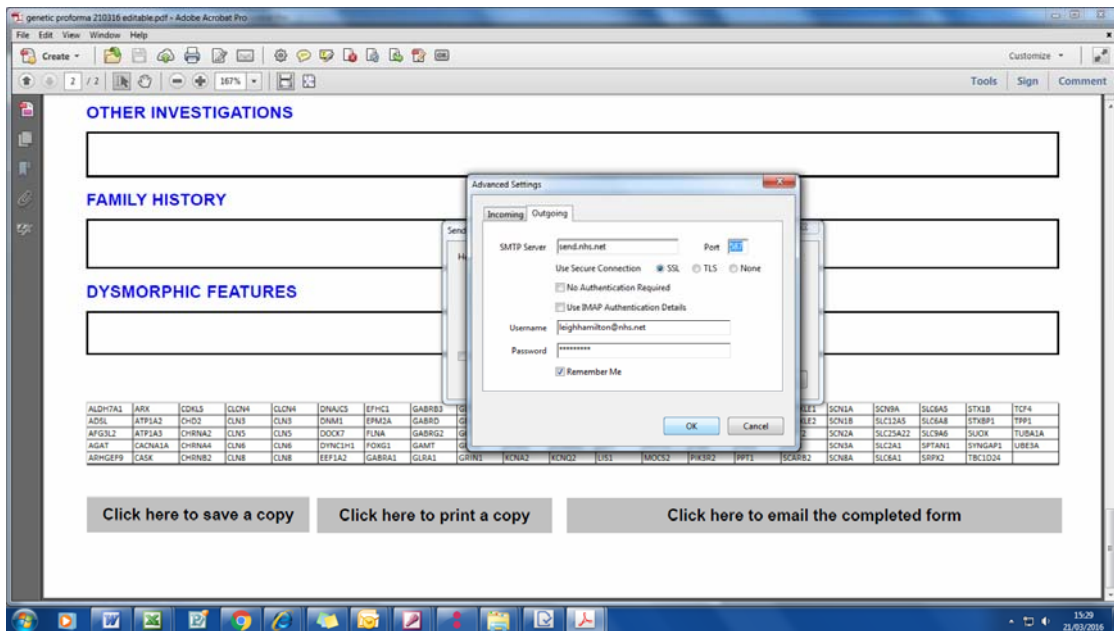 genetic proforma 210316 editable.pdf - Adobe Acrobat Pro
File Edit View Window Help
Create
Customize
2 / 2 167% Tools Sign Comment
OTHER INVESTIGATIONS
FAMILY HISTORY
DYSMORPHIC FEATURES
Send
Advanced Settings
Incoming Outgoing
SMTP Server send.nhs.net Port 587
Use Secure Connection SSL TLS None
No Authentication Required
Use IMAP Authentication Details
Username leighhamilton@nhs.net
Password *********
Remember Me
OK Cancel
ALDH7A1 ARX CDKL5 CLCN4 CLCN4 DNAJC5 EFHC1 GABRB3 SCN1A SCN9A SLC6A5 STX1B TCF4
ADSL ATP1A2 CHD2 CLN3 CLN3 DNM1 EPM2A GABRD SCN1B SLC12A5 SLC6A8 STXBP1 TPP1
AFG3L2 ATP1A3 CHRNA2 CLN5 CLN5 DOCK7 FLNA GABRG2 SCN2A SLC25A22 SLC9A6 SUOX TUBA1A
AGAT CACNA1A CHRNA4 CLN6 CLN6 DYNC1H1 FOXG1 GAMT SCN5A SLC2A1 SPTAN1 SYNGAP1 UBE3A
ARHGEF9 CASK CHRNB2 CLN8 CLN8 EEF1A2 GABRA1 GLRA1 GRIN1 KCNA2 KCNQ2 LIS1 MOCS2 PIK3R2 PPT1 SCARB2 SCN8A SLC6A1 SRPX2 TBC1D24
Click here to save a copy Click here to print a copy Click here to email the completed form
15:29
21/03/2016